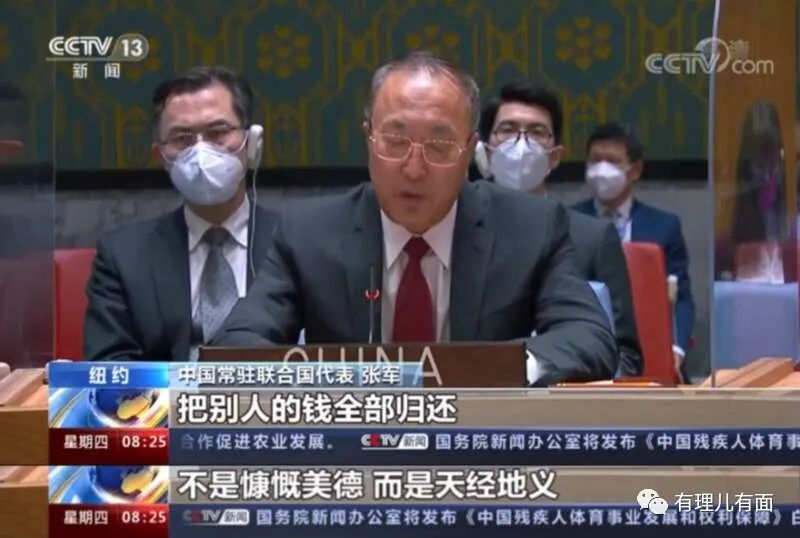 CCTV 13
新闻
CCTV.com
CHINA
纽约
中国常驻联合国代表 张军
把别人的钱全部归还
星期四 08:25
合作促进农业发展。 CCTV新闻 国务院新闻办公室将发布《中国残疾人体育事
不是慷慨美德 而是天经地义
星期四 08:25
CCTV新闻 国务院新闻办公室将发布《中国残疾人体育事业发展和权利保障》白
有理儿有面